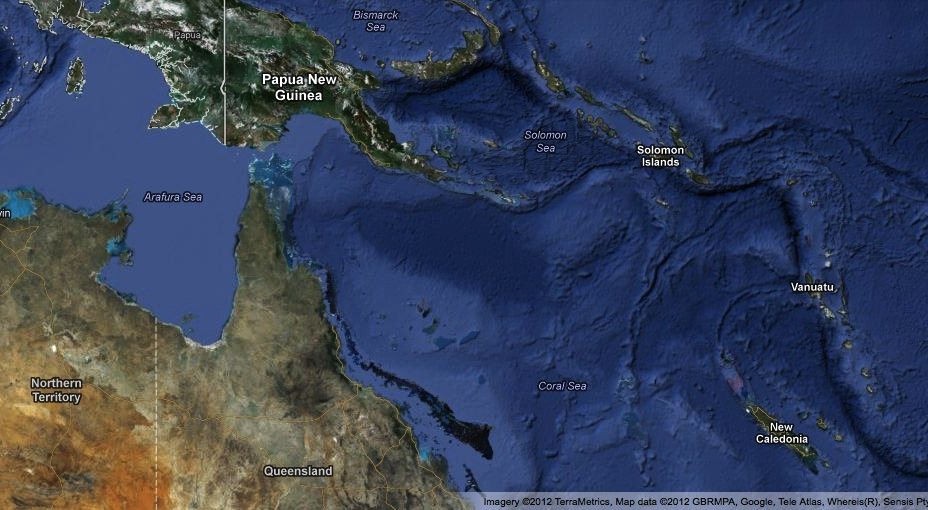 Bismarck
Sea
Papua
Papua New
Guinea
Solomon
Sea
Solomon
Islands
Arafura Sea
vin
Vanuatu
Northern
Territory
Coral Sea
New
Caledonia
Queensland
Imagery ©2012 TerraMetrics, Map data ©2012 GBRMPA, Google, Tele Atlas, Whereis(R), Sensis Pty